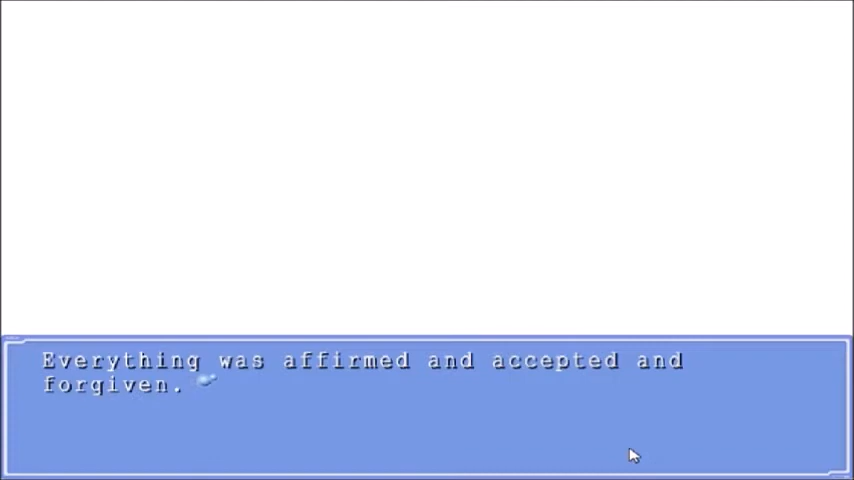 Everything was affirmed and accepted and
forgiven.